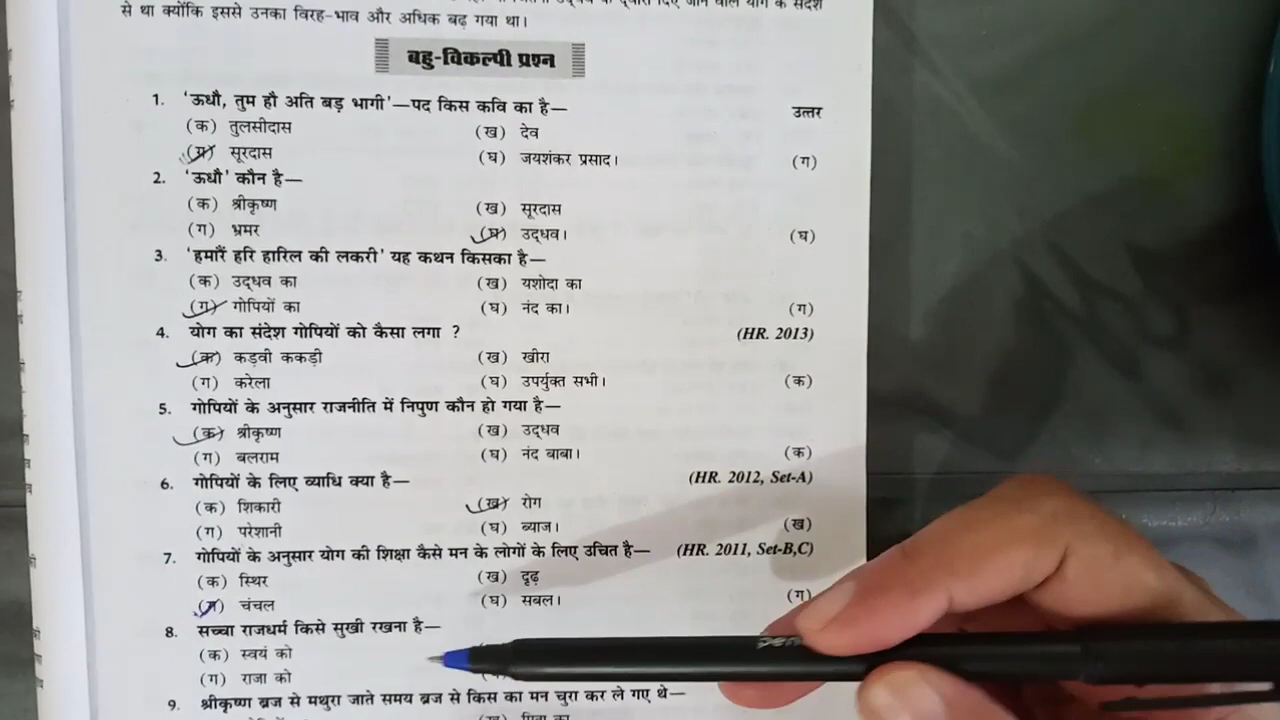 से था क्योंकि इससे उनका विरह-भाव और अधिक बढ़ गया था।
बहु-विकल्पी प्रश्न
1. 'ऊधौ, तुम हौ अति बड़ भागी'—पद किस कवि का है— उत्तर
(क) तुलसीदास (ख) देव
(ग) सूरदास (घ) जयशंकर प्रसाद। (ग)
2. 'ऊधौ' कौन है—
(क) श्रीकृष्ण (ख) सूरदास
(ग) भ्रमर (घ) उद्धव। (घ)
3. 'हमारैं हरि हारिल की लकरी' यह कथन किसका है—
(क) उद्धव का (ख) यशोदा का
(ग) गोपियों का (घ) नंद का। (ग)
4. योग का संदेश गोपियों को कैसा लगा ? (HR. 2013)
(क) कड़वी ककड़ी (ख) खीरा
(ग) करेला (घ) उपर्युक्त सभी। (क)
5. गोपियों के अनुसार राजनीति में निपुण कौन हो गया है—
(क) श्रीकृष्ण (ख) उद्धव
(ग) बलराम (घ) नंद बाबा। (क)
6. गोपियों के लिए व्याधि क्या है— (HR. 2012, Set-A)
(क) शिकारी (ख) रोग
(ग) परेशानी (घ) ब्याज। (ख)
7. गोपियों के अनुसार योग की शिक्षा कैसे मन के लोगों के लिए उचित है— (HR. 2011, Set-B,C)
(क) स्थिर (ख) दृढ़
(ग) चंचल (घ) सबल। (ग)
8. सच्चा राजधर्म किसे सुखी रखना है—
(क) स्वयं को
(ग) राजा को
9. श्रीकृष्ण ब्रज से मथुरा जाते समय ब्रज से किस का मन चुरा कर ले गए थे—